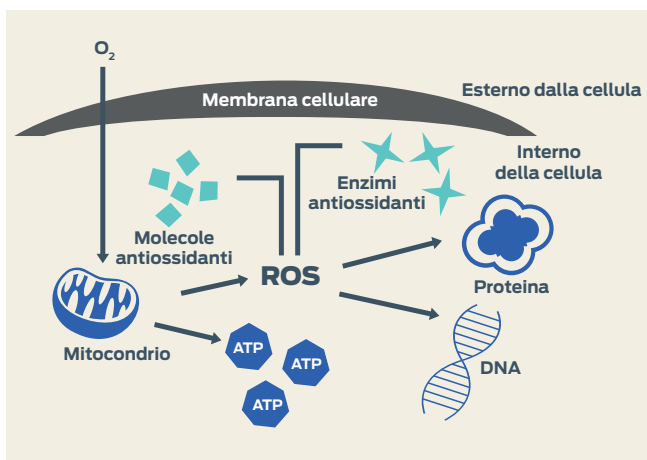 O₂
Membrana cellulare
Esterno dalla cellula
Interno
della cellula
Enzimi
antiossidanti
Molecole
antiossidanti
ROS
Proteina
Mitocondrio
ATP
ATP
ATP
DNA